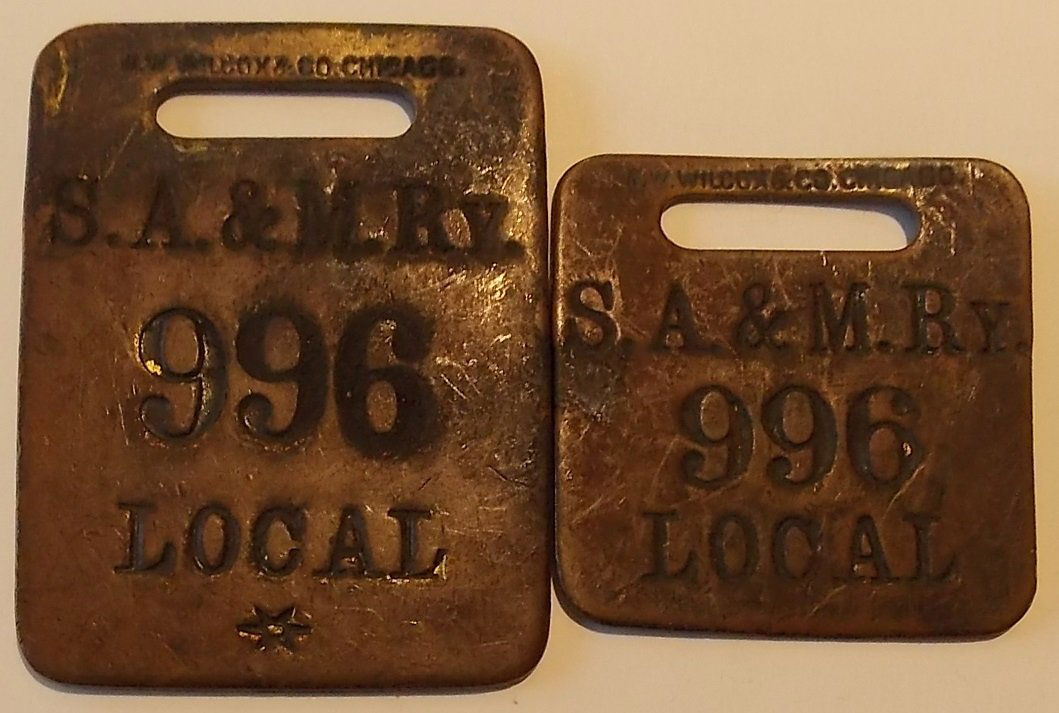 W. WILCOX & CO. CHICAGO.
S. A. & M. RY.
996
LOCAL
W. WILCOX & CO. CHICAGO.
S. A. & M. RY.
996
LOCAL